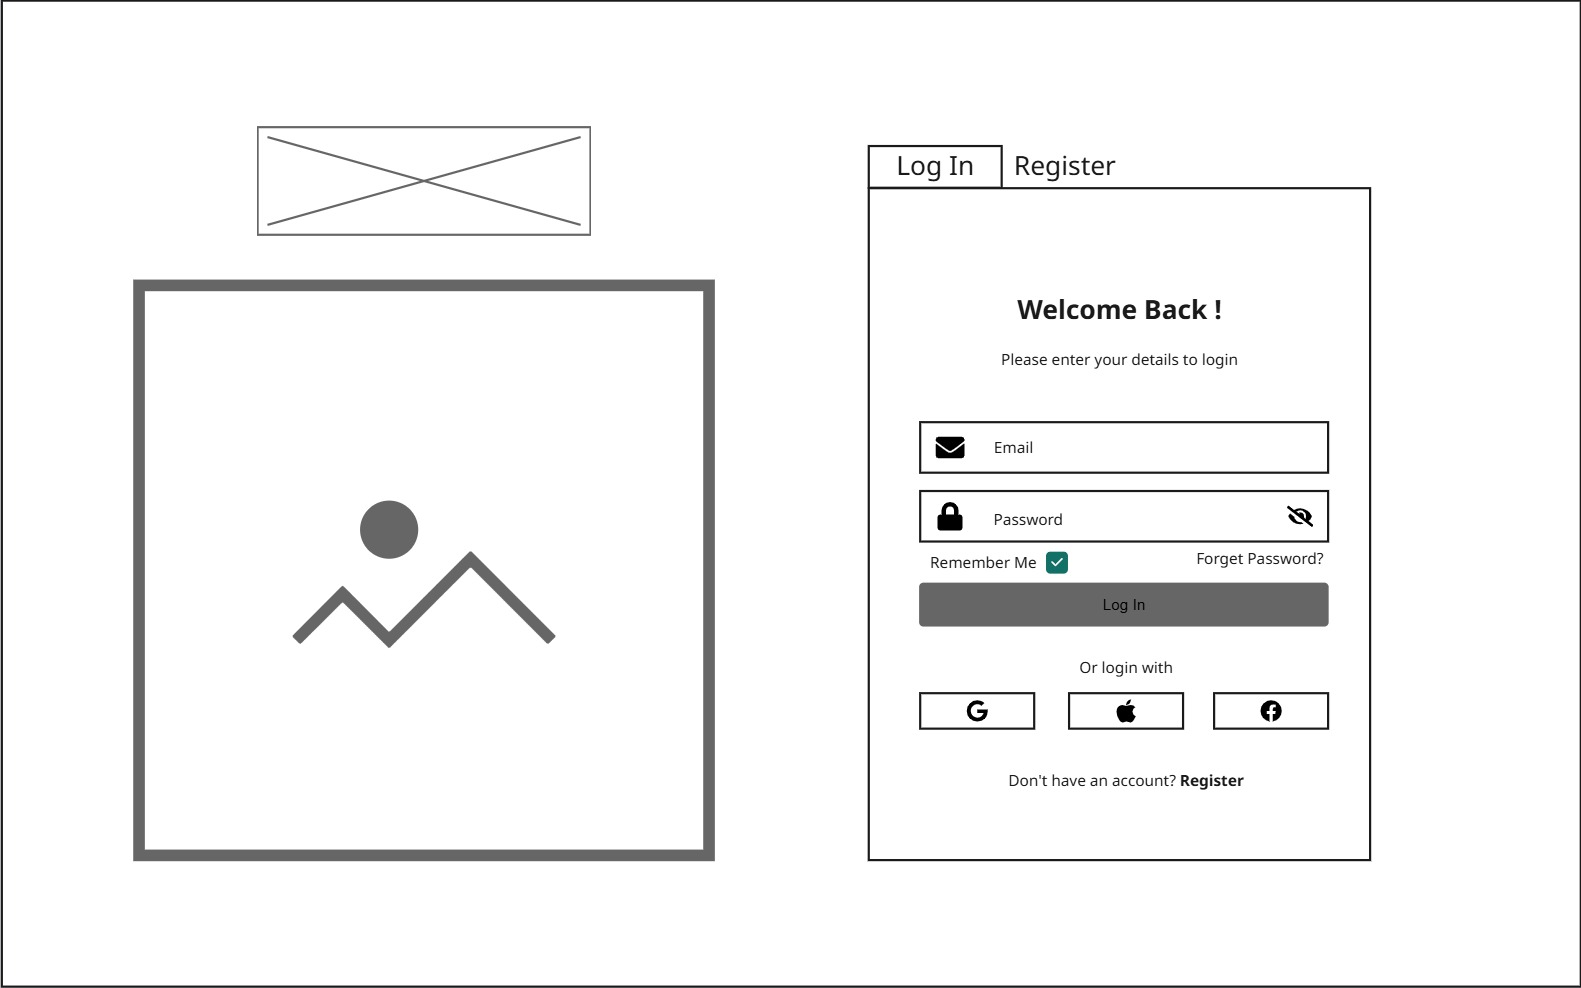 Log In Register
Welcome Back !
Please enter your details to login
Email
Password
Remember Me Forget Password?
Log In
Or login with
Don't have an account? Register